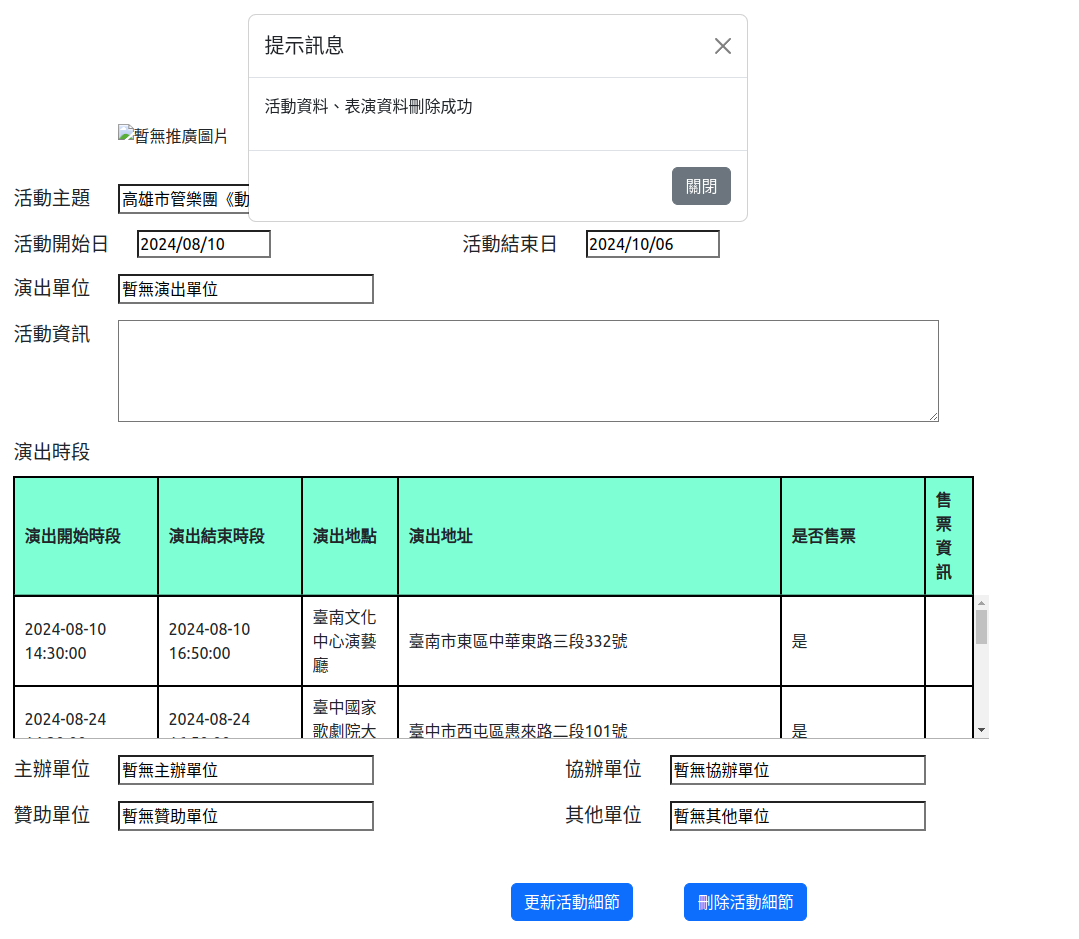 提示訊息
活動資料、表演資料刪除成功
關閉
暫無推廣圖片
活動主題 高雄市管樂團《動
活動開始日 2024/08/10 活動結束日 2024/10/06
演出單位 暫無演出單位
活動資訊
演出時段
演出開始時段 演出結束時段 演出地點 演出地址 是否售票 售票資訊
2024-08-10 14:30:00 2024-08-10 16:50:00 臺南文化中心演藝廳 臺南市東區中華東路三段332號 是
2024-08-24 2024-08-24 臺中國家歌劇院大 臺中市西屯區惠來路二段101號 是
主辦單位 暫無主辦單位 協辦單位 暫無協辦單位
贊助單位 暫無贊助單位 其他單位 暫無其他單位
更新活動細節 刪除活動細節